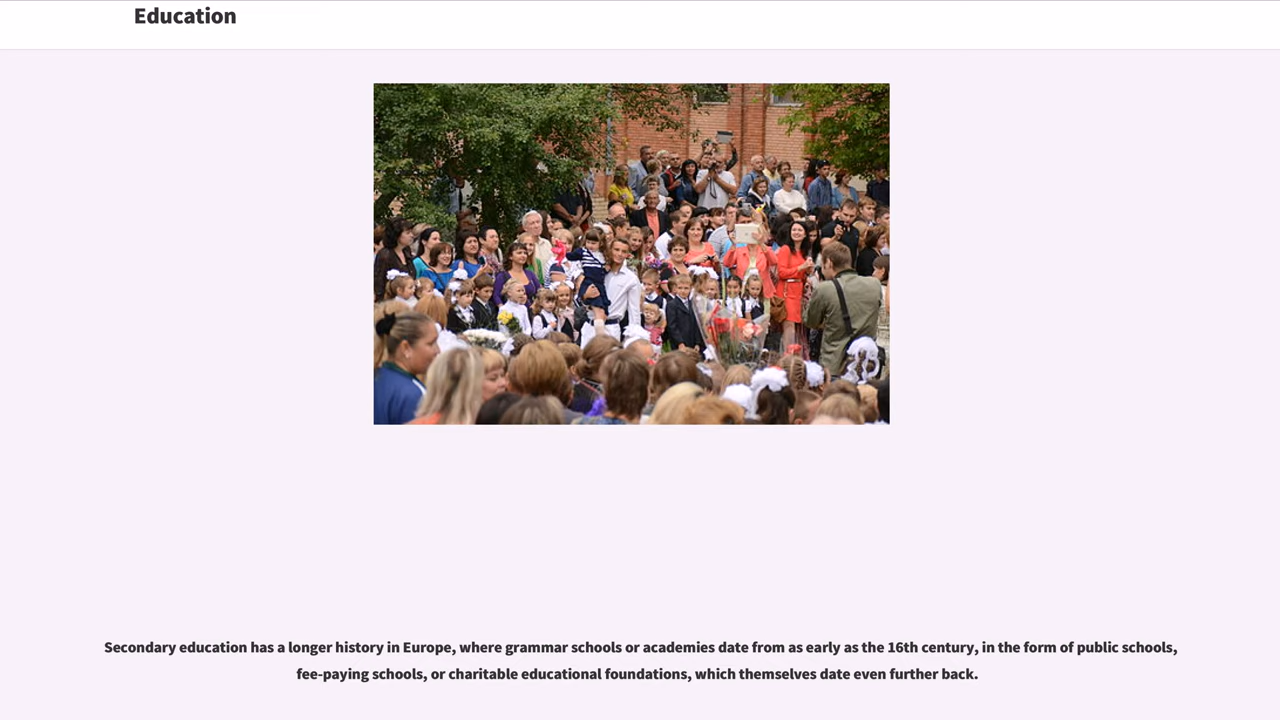 Education
Secondary education has a longer history in Europe, where grammar schools or academies date from as early as the 16th century, in the form of public schools,
fee-paying schools, or charitable educational foundations, which themselves date even further back.